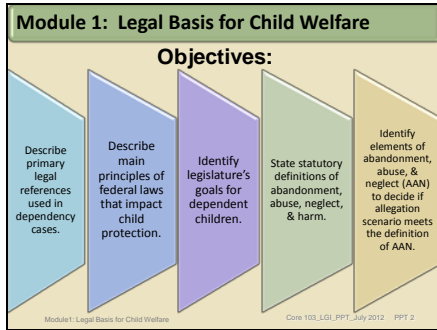 Module 1:  Legal Basis for Child Welfare
Objectives:
Describe
primary
legal
references
used in
dependency
cases.
Describe
main
principles of
federal laws
that impact
child
protection.
Identify
legislature's
goals for
dependent
children.
State statutory
definitions of
abandonment,
abuse, neglect,
& harm.
Identify
elements of
abandonment,
abuse, &
neglect (AAN)
to decide if
allegation
scenario meets
the definition
of AAN.
Module1: Legal Basis for Child Welfare
Core 103_LGI_PPT_July 2012    PPT 2